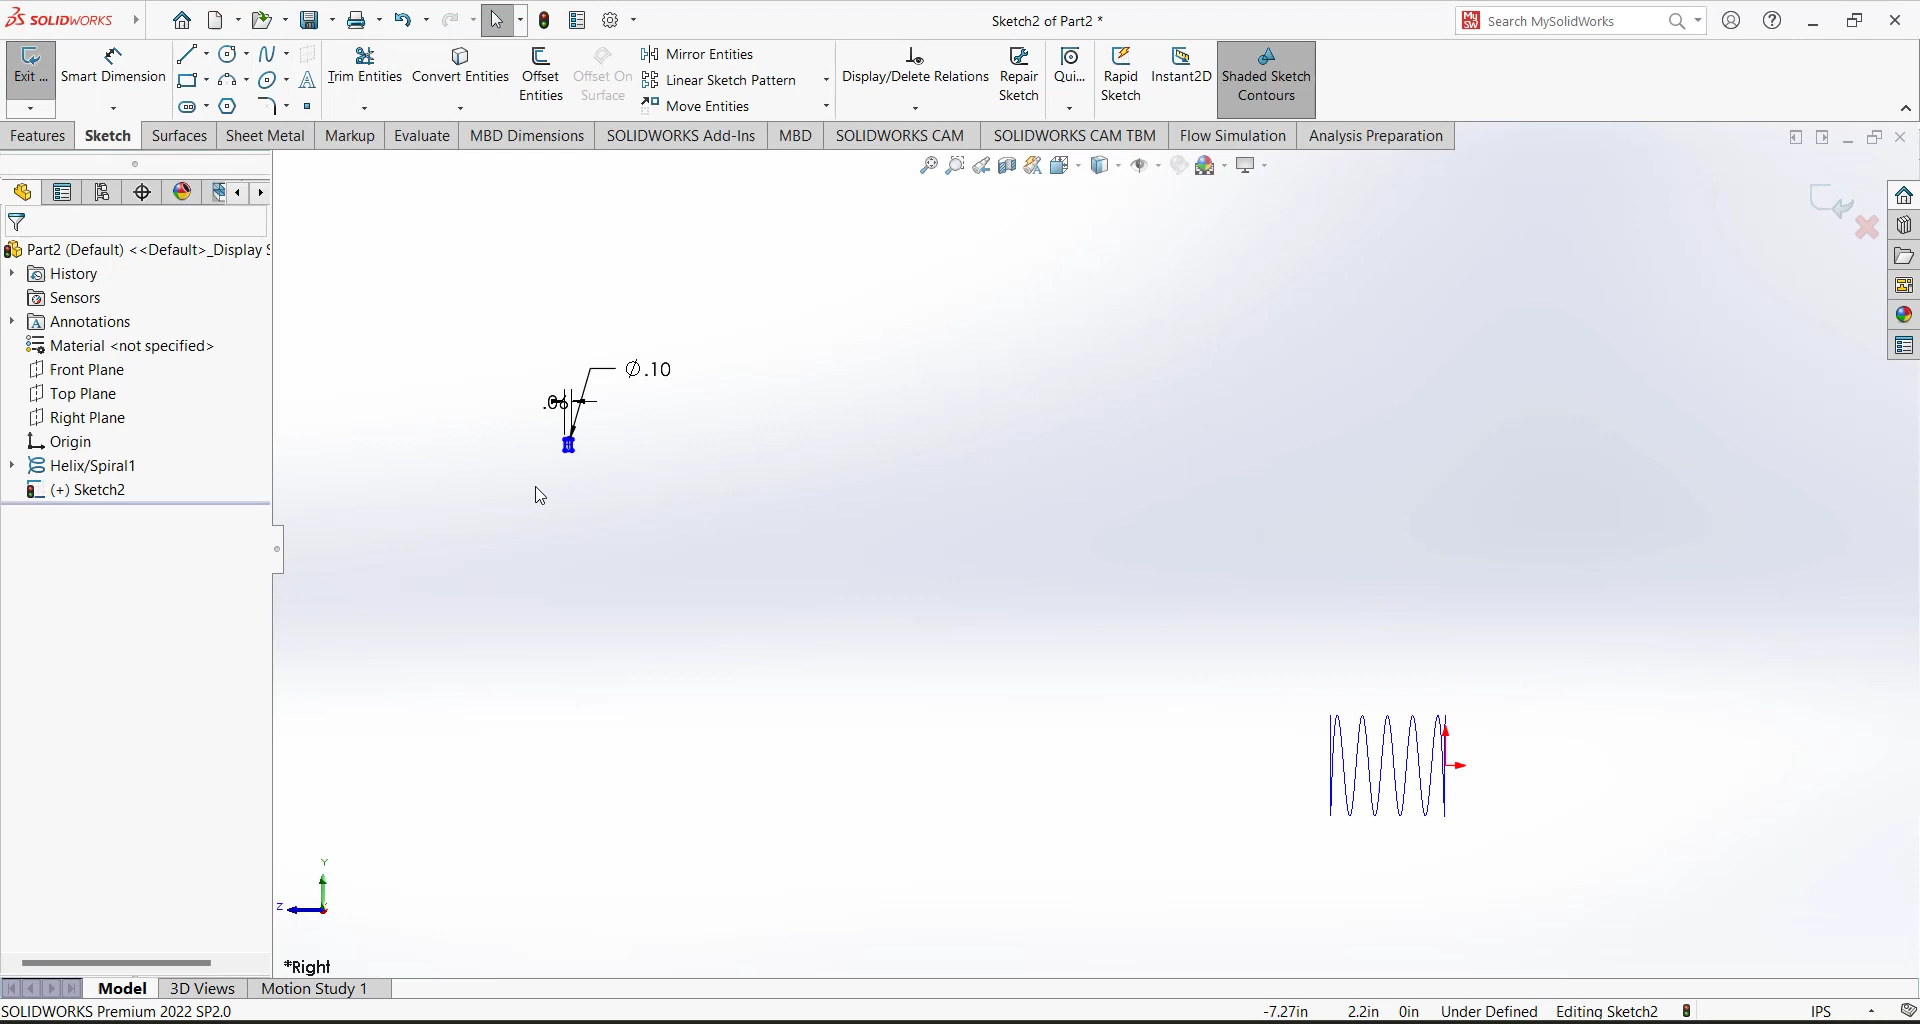 SOLIDWORKS
Sketch2 of Part2 *
Search MySolidWorks
Exit ...
Smart Dimension
Trim Entities
Convert Entities
Offset Entities
Offset On Surface
Mirror Entities
Linear Sketch Pattern
Move Entities
Display/Delete Relations
Repair Sketch
Qui...
Rapid Sketch
Instant2D
Shaded Sketch Contours
Features
Sketch
Surfaces
Sheet Metal
Markup
Evaluate
MBD Dimensions
SOLIDWORKS Add-Ins
MBD
SOLIDWORKS CAM
SOLIDWORKS CAM TBM
Flow Simulation
Analysis Preparation
Part2 (Default) <<Default>_Display S
History
Sensors
Annotations
Material <not specified>
Front Plane
Top Plane
Right Plane
Origin
Helix/Spiral1
(+) Sketch2
∅.10
.06
Y
Z
*Right
Model
3D Views
Motion Study 1
SOLIDWORKS Premium 2022 SP2.0
-7.27in
2.2in
0in
Under Defined
Editing Sketch2
IPS